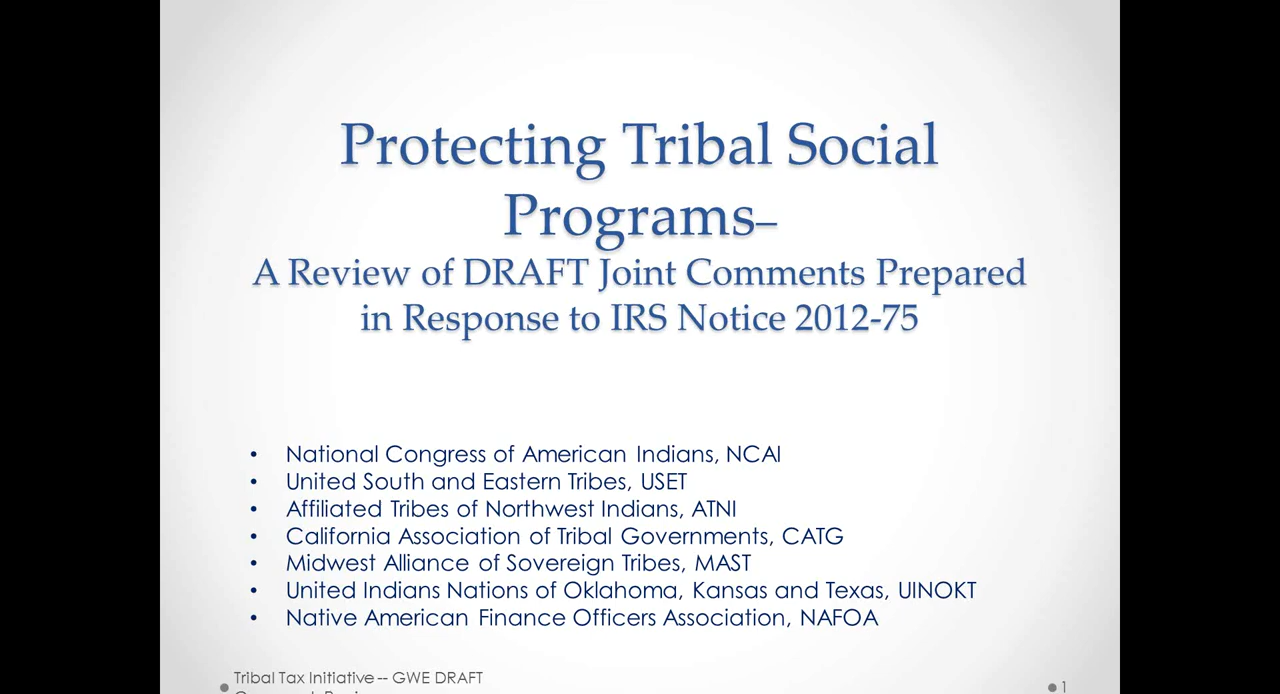 Protecting Tribal Social
Programs–
A Review of DRAFT Joint Comments Prepared
in Response to IRS Notice 2012-75
• National Congress of American Indians, NCAI
• United South and Eastern Tribes, USET
• Affiliated Tribes of Northwest Indians, ATNI
• California Association of Tribal Governments, CATG
• Midwest Alliance of Sovereign Tribes, MAST
• United Indians Nations of Oklahoma, Kansas and Texas, UINOKT
• Native American Finance Officers Association, NAFOA
Tribal Tax Initiative -- GWE DRAFT
1